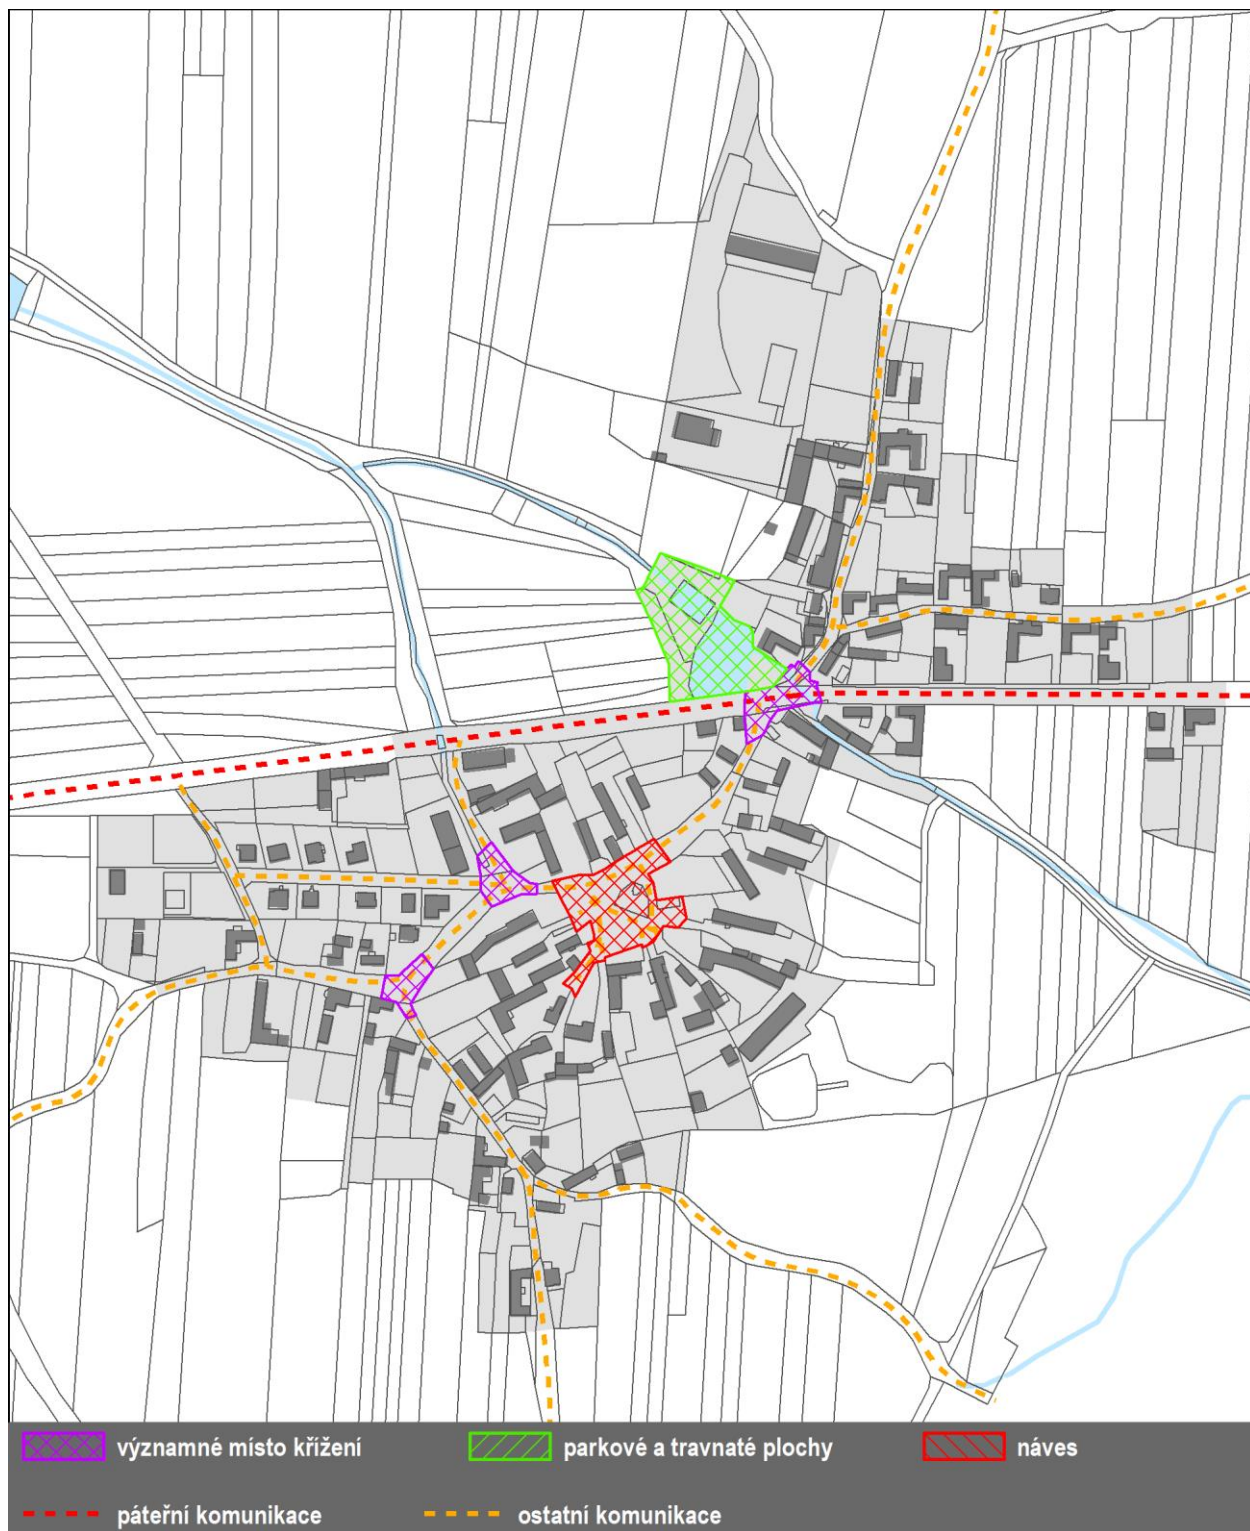 významné místo křížení parkové a travnaté plochy náves
páteřní komunikace ostatní komunikace